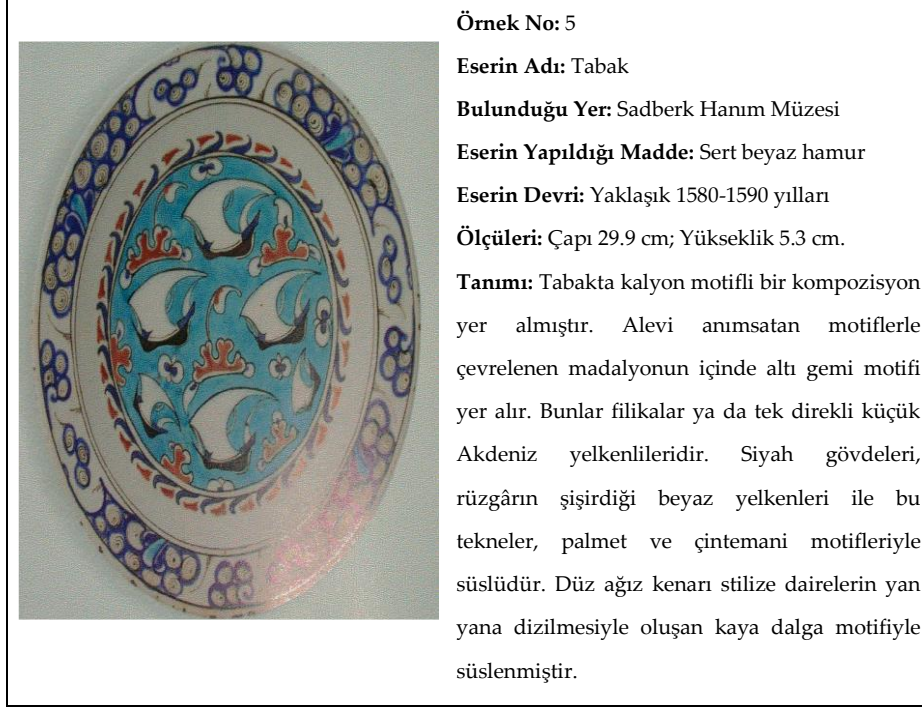 Örnek No: 5
Eserin Adı: Tabak
Bulunduğu Yer: Sadberk Hanım Müzesi
Eserin Yapıldığı Madde: Sert beyaz hamur
Eserin Devri: Yaklaşık 1580-1590 yılları
Ölçüleri: Çapı 29.9 cm; Yükseklik 5.3 cm.
Tanımı: Tabakta kalyon motifli bir kompozisyon
yer almıştır. Alevi anımsatan motiflerle
çevrelenen madalyonun içinde altı gemi motifi
yer alır. Bunlar filikalar ya da tek direkli küçük
Akdeniz yelkenlileridir. Siyah gövdeleri,
rüzgârın şişirdiği beyaz yelkenleri ile bu
tekneler, palmet ve çintemani motifleriyle
süslüdür. Düz ağız kenarı stilize dairelerin yan
yana dizilmesiyle oluşan kaya dalga motifiyle
süslenmiştir.